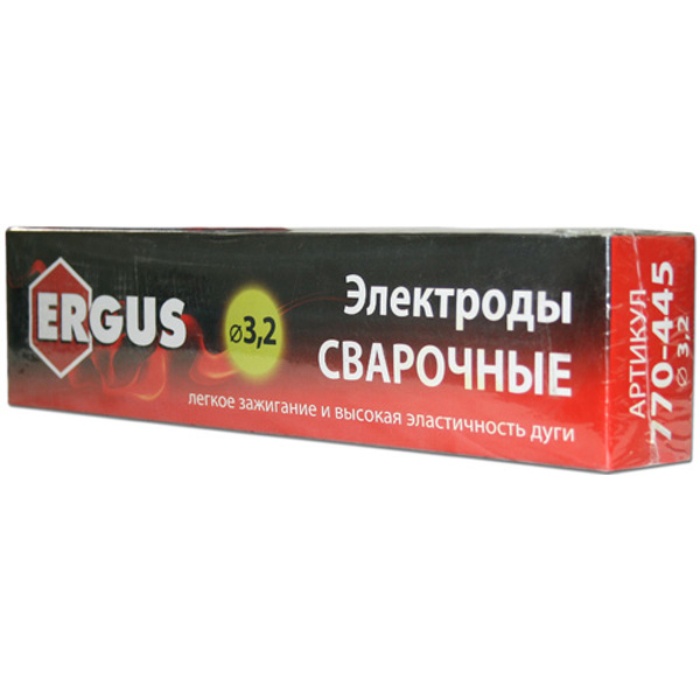 ERGUS
ø3,2
Электроды
СВАРОЧНЫЕ
легкое зажигание и высокая эластичность дуги
АРТИКУЛ
770-445
ø 3,2